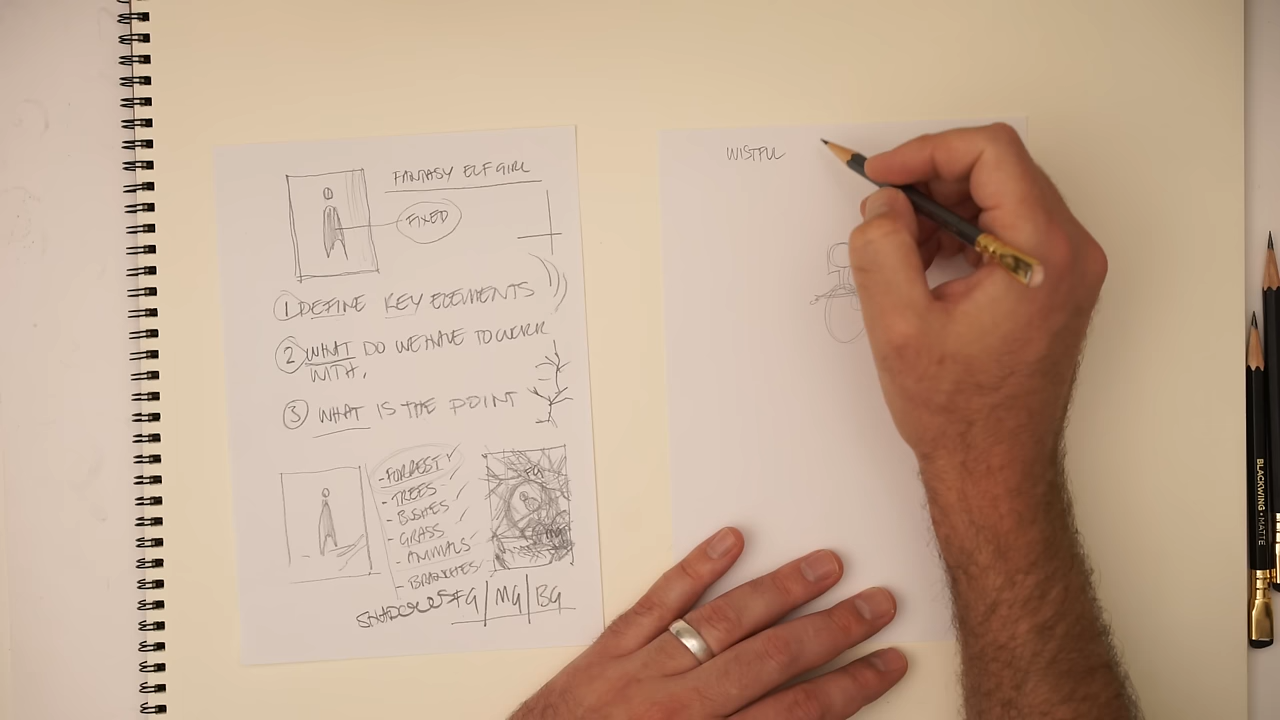 FANTASY ELF GIRL
FIXED
1 DEFINE KEY ELEMENTS
2 WHAT DO WE HAVE TO WORK
WITH,
3 WHAT IS THE POINT
- FORREST ✓
- TREES
- BUSHES
- GRASS
- ANIMALS
- BRANCHES
SHADOWS
FG
FG / MG / BG
WISTFUL
BLACKWING • MATTE